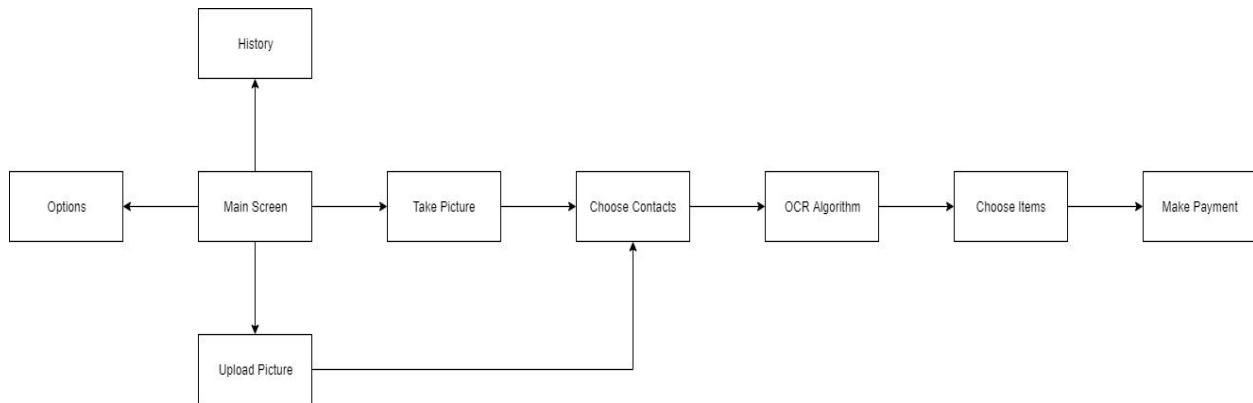 History
Options
Main Screen
Take Picture
Choose Contacts
OCR Algorithm
Choose Items
Make Payment
Upload Picture